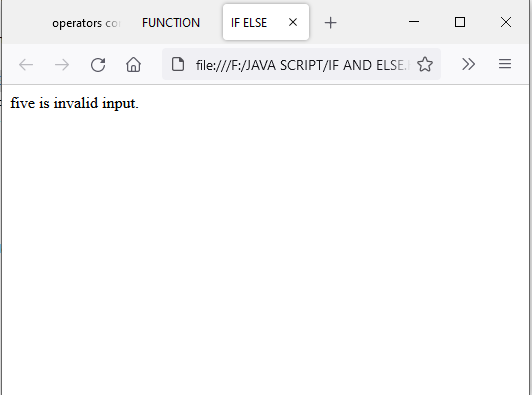 operators co
FUNCTION
IF ELSE
file:///F:/JAVA SCRIPT/IF AND ELSE.
five is invalid input.